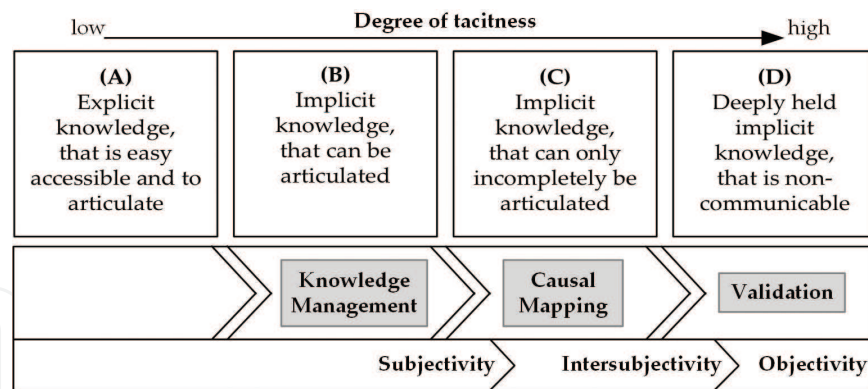 Degree of tacitness
low
high
(A)
Explicit
knowledge,
that is easy
accessible and to
articulate
(B)
Implicit
knowledge,
that can be
articulated
(C)
Implicit
knowledge,
that can only
incompletely be
articulated
(D)
Deeply held
implicit
knowledge,
that is non-
communicable
Knowledge
Management
Causal
Mapping
Validation
Subjectivity
Intersubjectivity
Objectivity